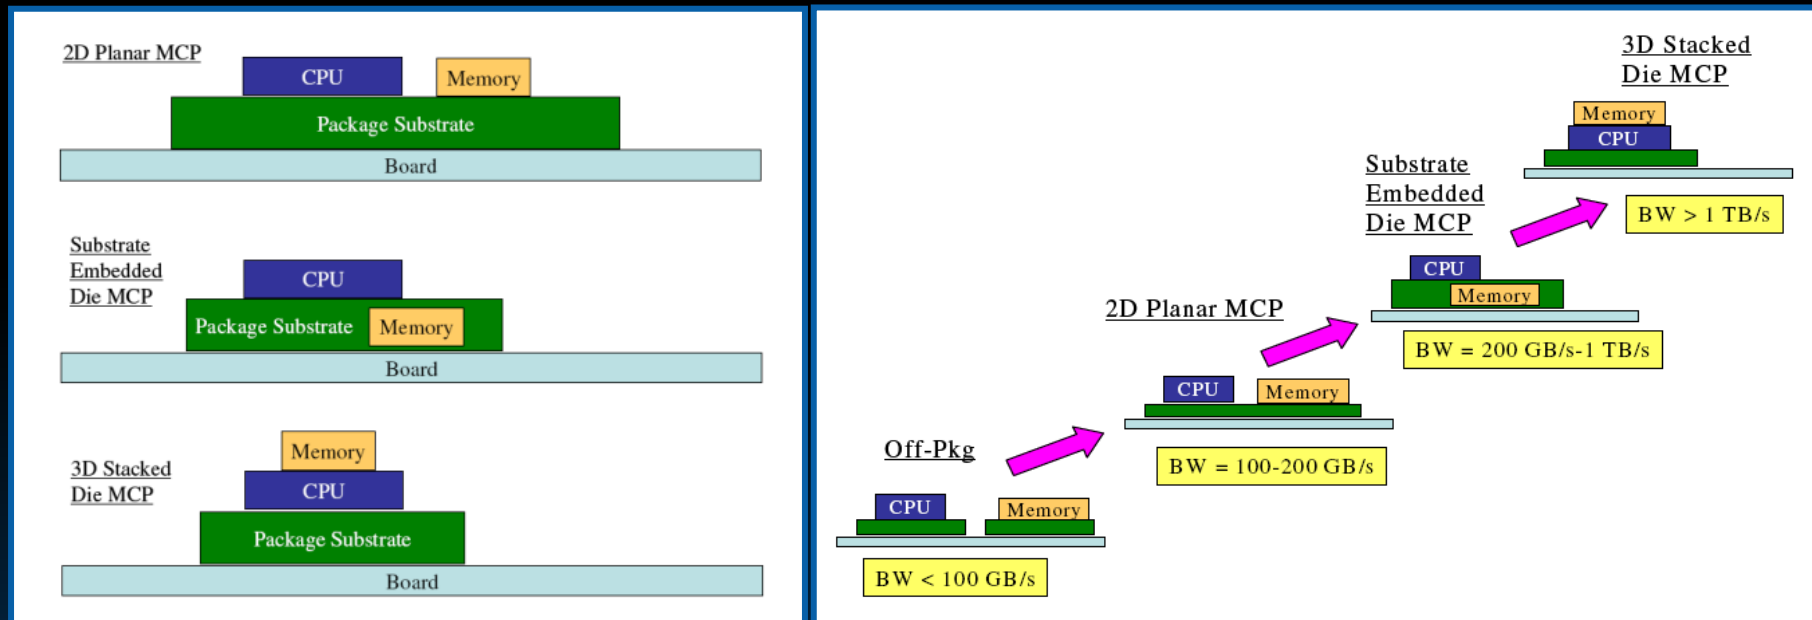 2D Planar MCP
CPU
Memory
Package Substrate
Board
Substrate
Embedded
Die MCP
CPU
Package Substrate
Memory
Board
3D Stacked
Die MCP
Memory
CPU
Package Substrate
Board
3D Stacked
Die MCP
Memory
CPU
BW > 1 TB/s
Substrate
Embedded
Die MCP
CPU
Memory
BW = 200 GB/s-1 TB/s
2D Planar MCP
CPU
Memory
BW = 100-200 GB/s
Off-Pkg
CPU
Memory
BW < 100 GB/s